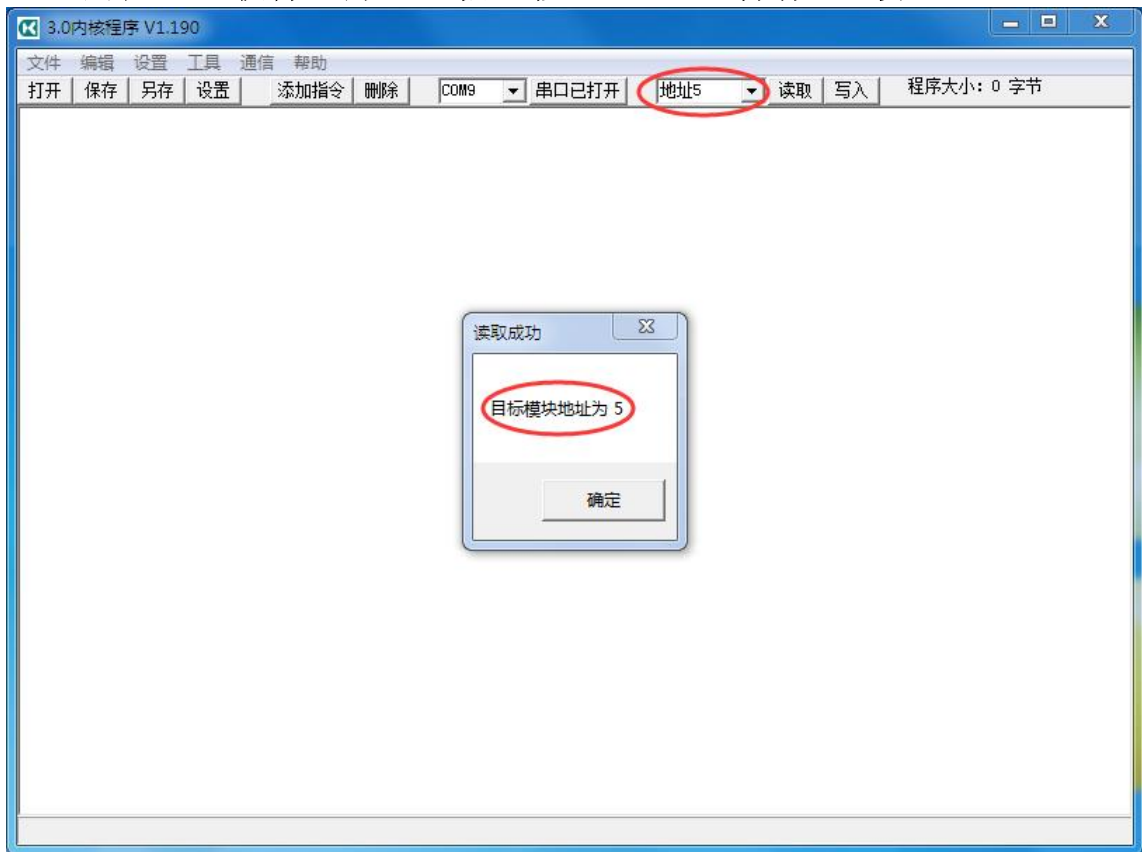 3.0内核程序 V1.190
文件 编辑 设置 工具 通信 帮助
打开 保存 另存 设置 添加指令 删除 COM9 串口已打开 地址5 读取 写入 程序大小: 0 字节
读取成功
目标模块地址为 5
确定